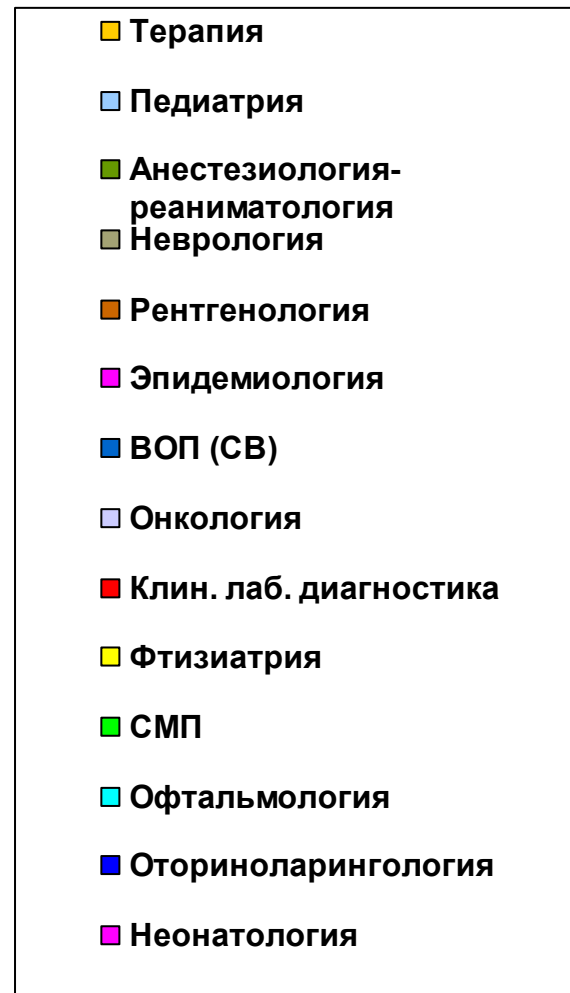 Терапия
Педиатрия
Анестезиология-
реаниматология
Неврология
Рентгенология
Эпидемиология
ВОП (СВ)
Онкология
Клин. лаб. диагностика
Фтизиатрия
СМП
Офтальмология
Оториноларингология
Неонатология